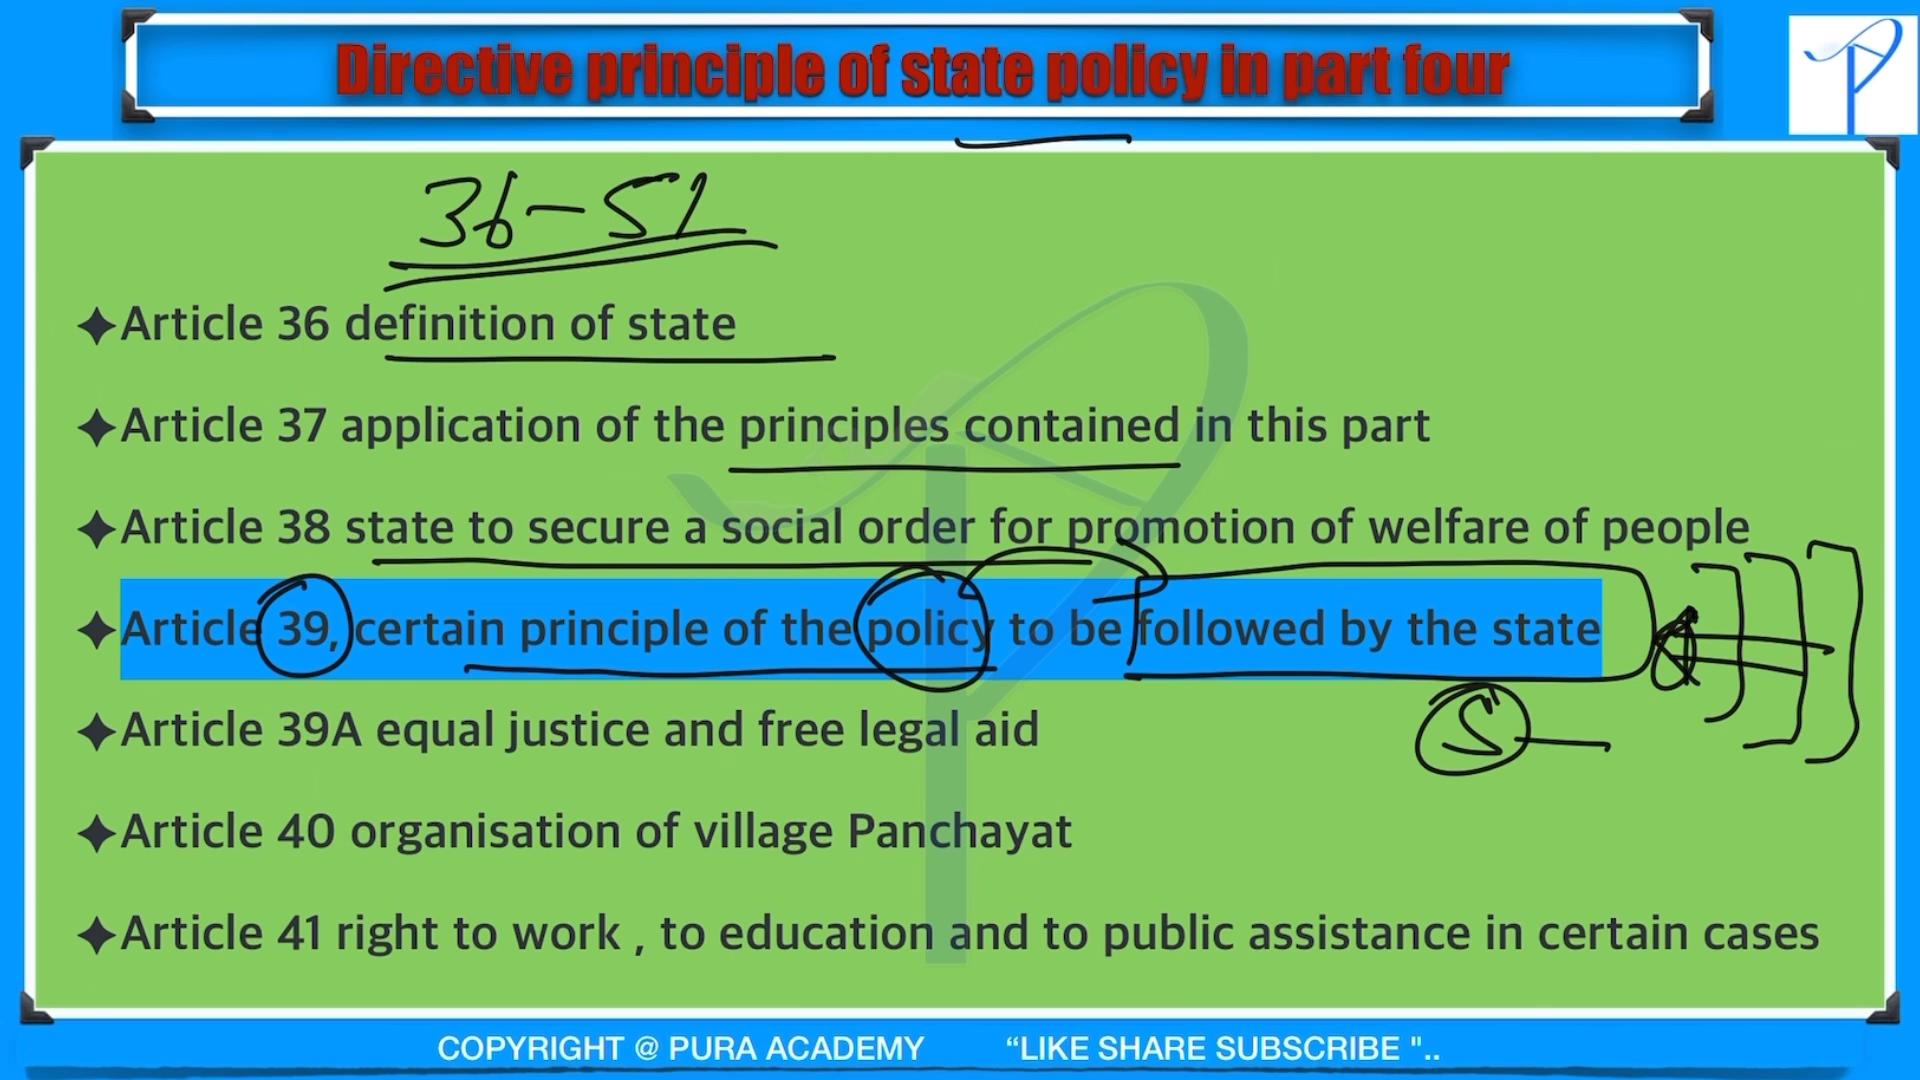 Directive principle of state policy in part four
36-51
✦Article 36 definition of state
✦Article 37 application of the principles contained in this part
✦Article 38 state to secure a social order for promotion of welfare of people
✦Article 39, certain principle of the policy to be followed by the state
✦Article 39A equal justice and free legal aid
✦Article 40 organisation of village Panchayat
✦Article 41 right to work , to education and to public assistance in certain cases
COPYRIGHT @ PURA ACADEMY “LIKE SHARE SUBSCRIBE "..